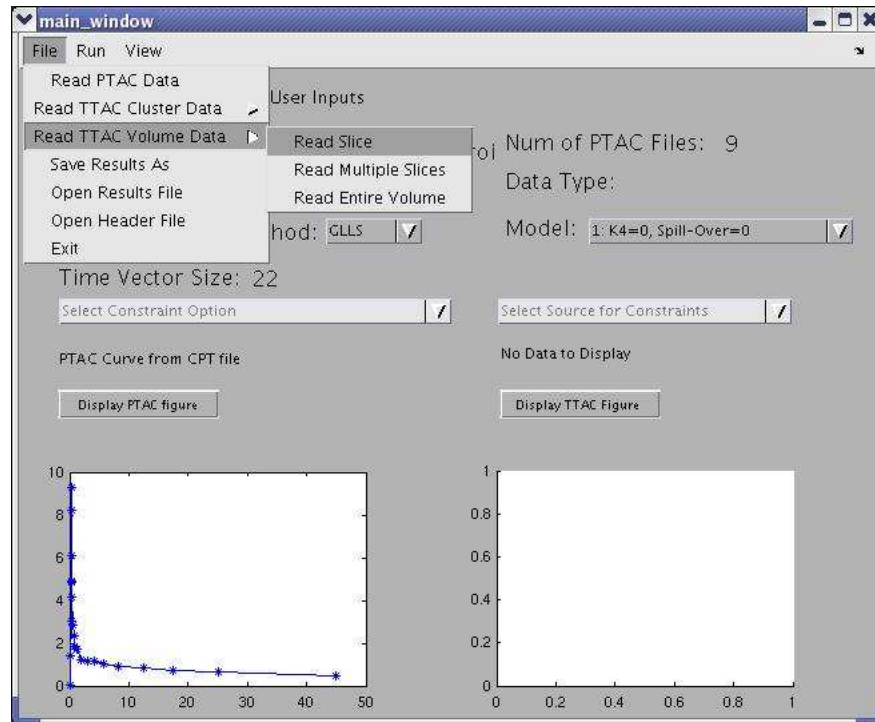 main_window
File Run View
Read PTAC Data
Read TTAC Cluster Data
Read TTAC Volume Data
Save Results As
Open Results File
Open Header File
Exit
Read Slice
Read Multiple Slices
Read Entire Volume
User Inputs
Num of PTAC Files: 9
Data Type:
GLLS
Model: 1: K4=0, Spill-Over=0
Time Vector Size: 22
Select Constraint Option
Select Source for Constraints
PTAC Curve from CPT file
No Data to Display
Display PTAC figure
Display TTAC Figure
10
8
6
4
2
0
0 10 20 30 40 50
1
0.8
0.6
0.4
0.2
0
0 0.2 0.4 0.6 0.8 1